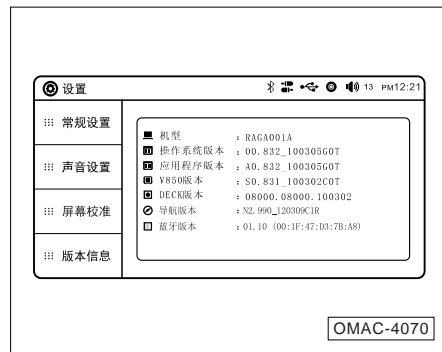 设置 13 PM12:21
常规设置
声音设置
屏幕校准
版本信息
机型 : RAGA001A
操作系统版本 : 00.832_100305G0T
应用程序版本 : A0.832_100305G0T
V850版本 : S0.831_100302C0T
DECK版本 : 08000.08000.100302
导航版本 : N2.990_120309C1R
蓝牙版本 : 01.10 (00:1F:47:D3:7B:A8)
OMAC-4070